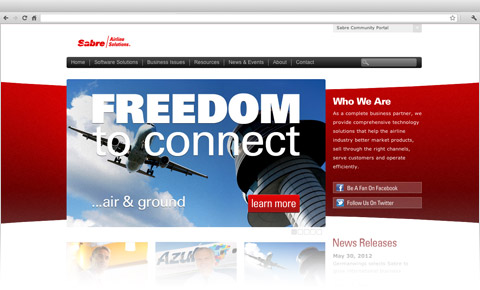 Sabre Community Portal
Sabre Airline Solutions.
Home Software Solutions Business Issues Resources News & Events About Contact
FREEDOM
to connect
...air & ground
learn more
Who We Are
As a complete business partner, we
provide comprehensive technology
solutions that help the airline
industry better market products,
sell through the right channels,
serve customers and operate
efficiently.
Be A Fan On Facebook
Follow Us On Twitter
News Releases
May 30, 2012